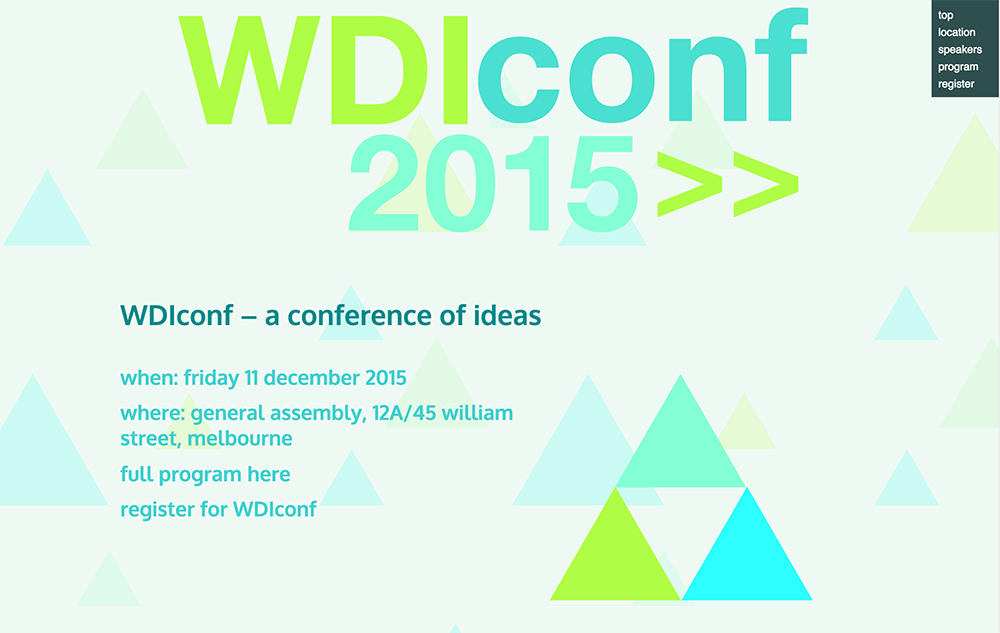 WDIconf
2015>>
top
location
speakers
program
register
WDIconf – a conference of ideas
when: friday 11 december 2015
where: general assembly, 12A/45 william
street, melbourne
full program here
register for WDIconf